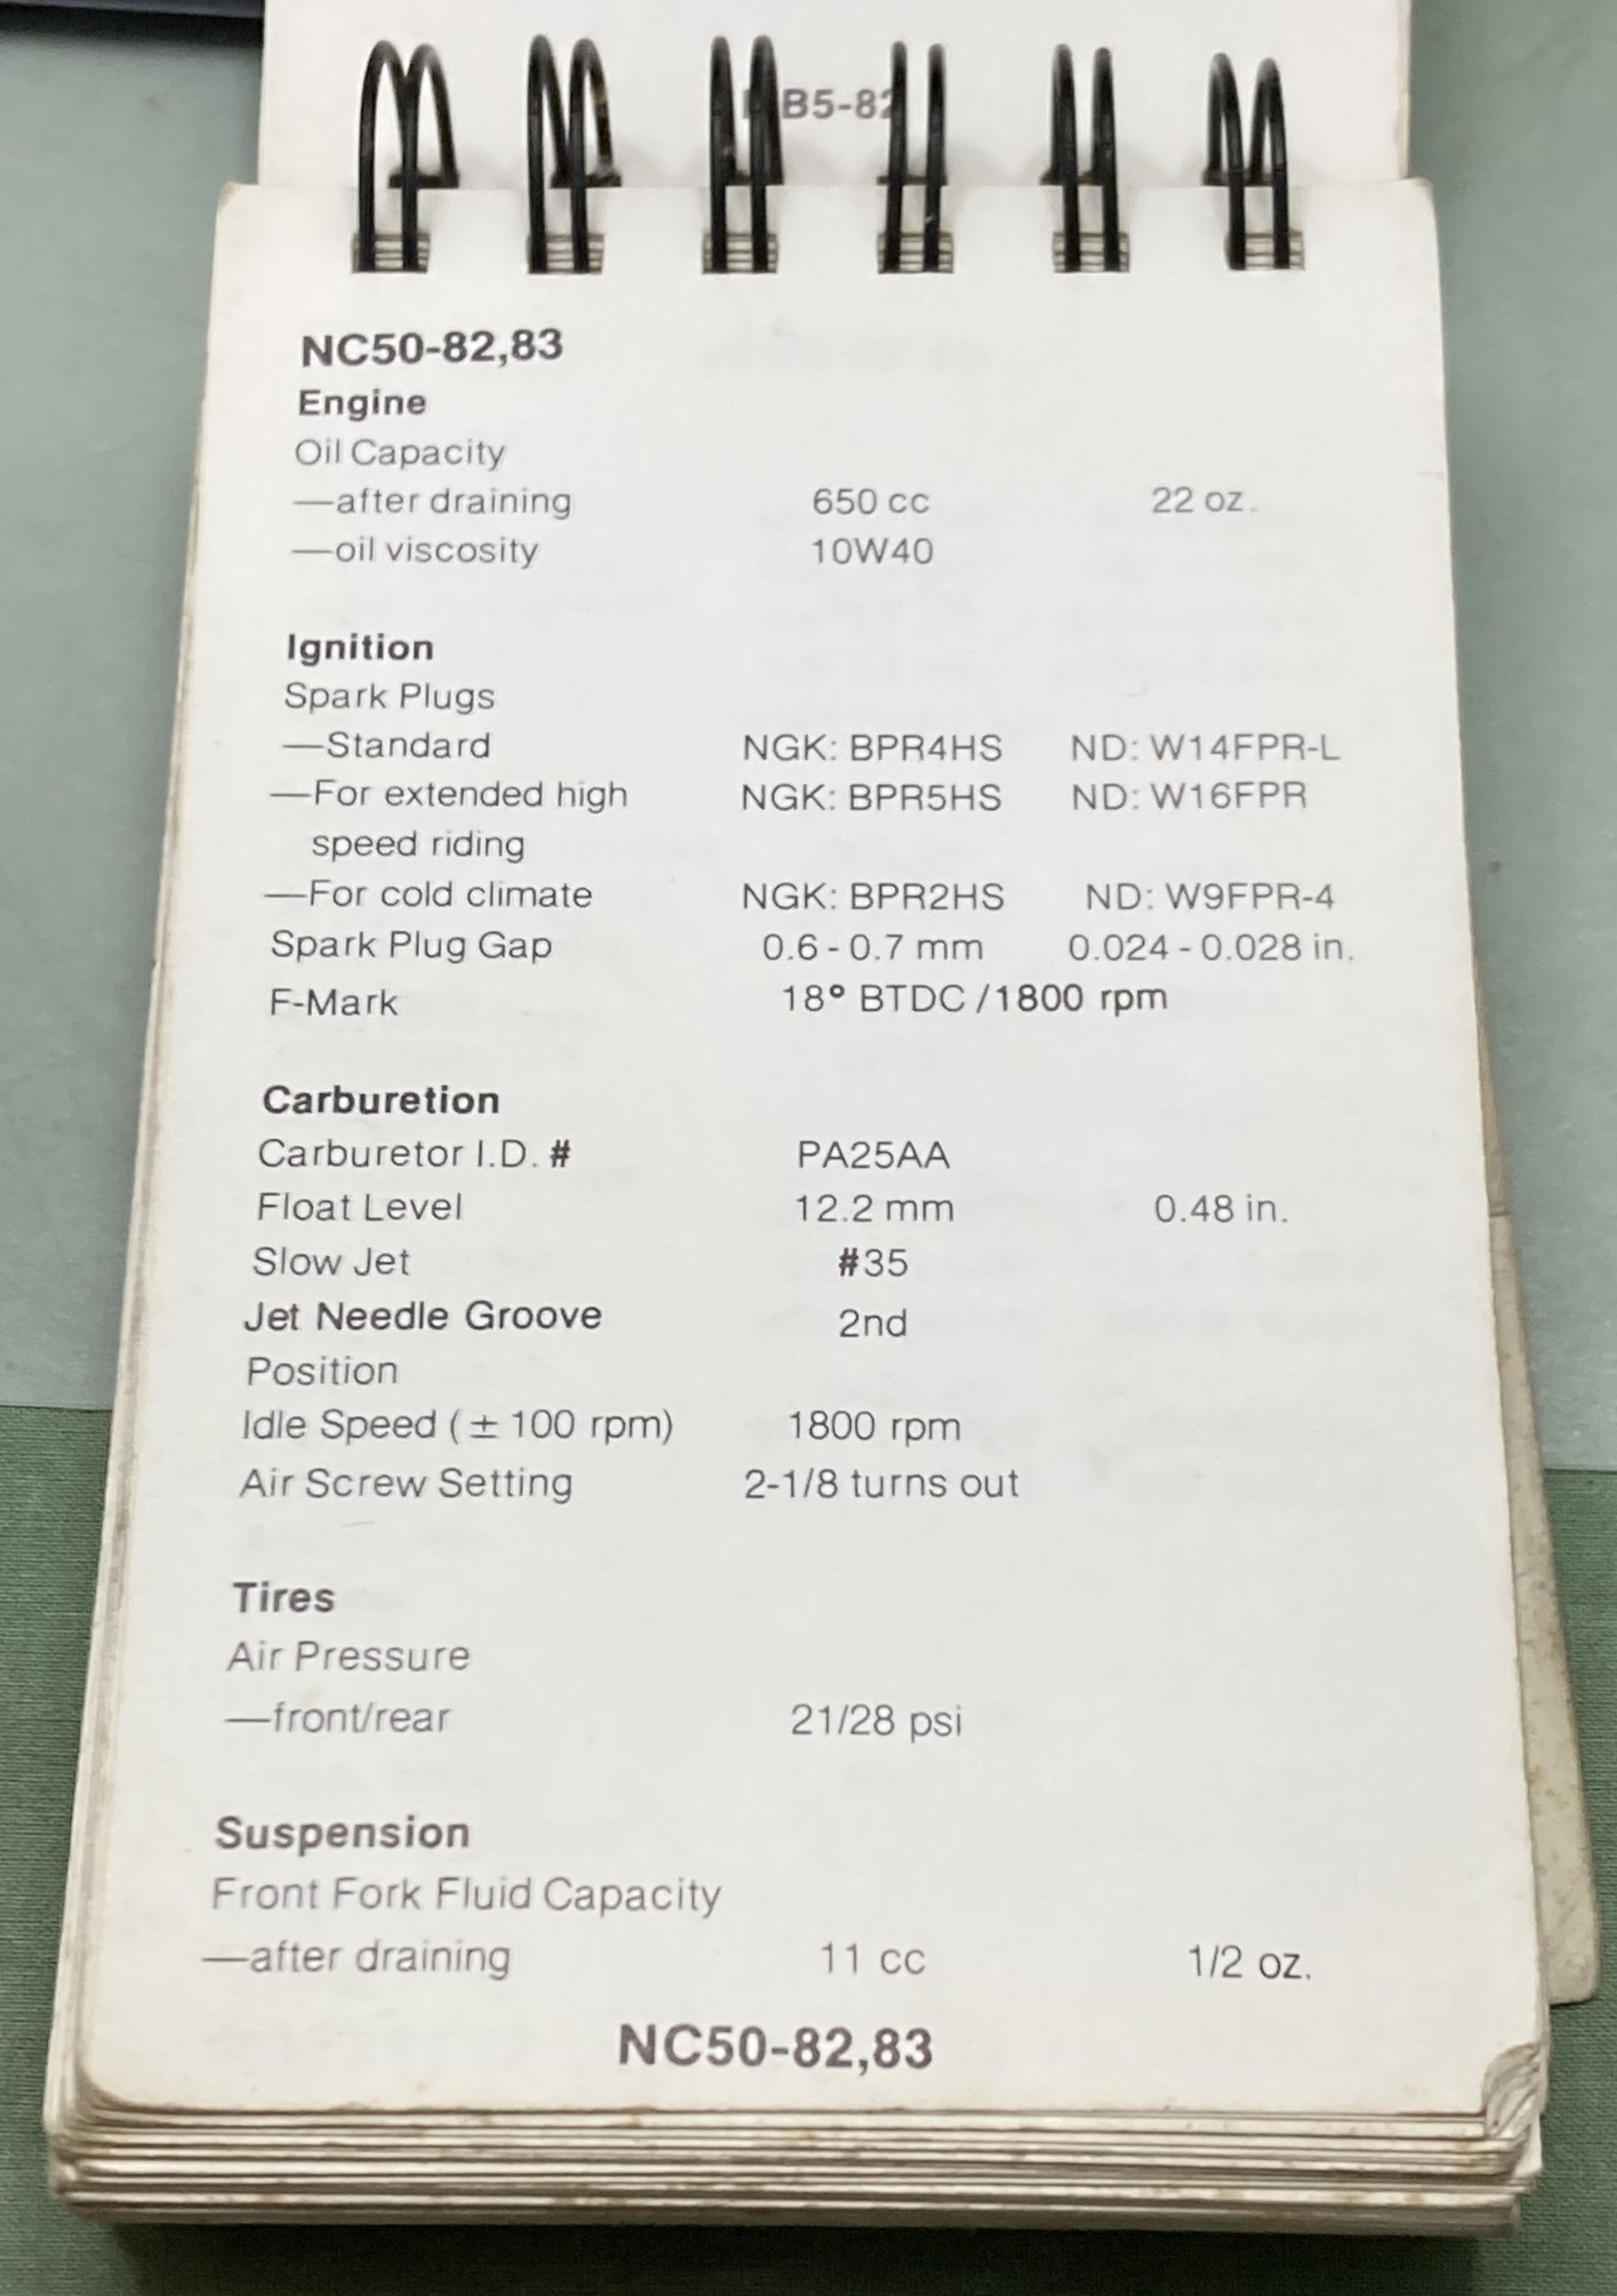 B5-82
NC50-82,83
Engine
Oil Capacity
—after draining 650 cc 22 oz.
—oil viscosity 10W40
Ignition
Spark Plugs
—Standard NGK: BPR4HS ND: W14FPR-L
—For extended high NGK: BPR5HS ND: W16FPR
speed riding
—For cold climate NGK: BPR2HS ND: W9FPR-4
Spark Plug Gap 0.6 - 0.7 mm 0.024 - 0.028 in.
F-Mark 18° BTDC /1800 rpm
Carburetion
Carburetor I.D. # PA25AA
Float Level 12.2 mm 0.48 in.
Slow Jet #35
Jet Needle Groove 2nd
Position
Idle Speed (± 100 rpm) 1800 rpm
Air Screw Setting 2-1/8 turns out
Tires
Air Pressure
—front/rear 21/28 psi
Suspension
Front Fork Fluid Capacity
—after draining 11 cc 1/2 oz.
NC50-82,83